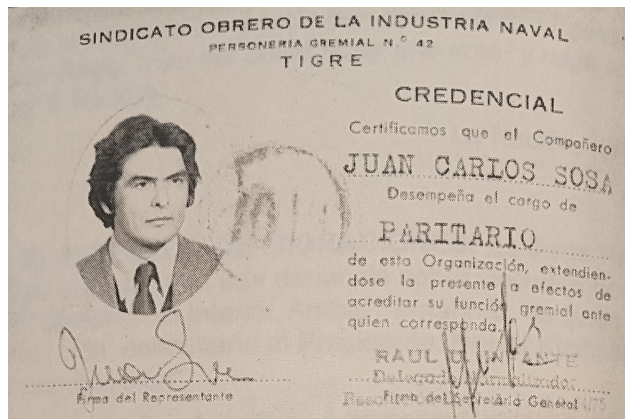 SINDICATO OBRERO DE LA INDUSTRIA NAVAL
PERSONERIA GREMIAL N.º 42
TIGRE
CREDENCIAL
Certificamos que el Compañero
JUAN CARLOS SOSA
Desempeña el cargo de
PARITARIO
de esta Organización, extendien-
dose la presente a efectos de
acreditar su función gremial ante
quien corresponda.
RAUL
Firma del Representante
Firma del Secretario General